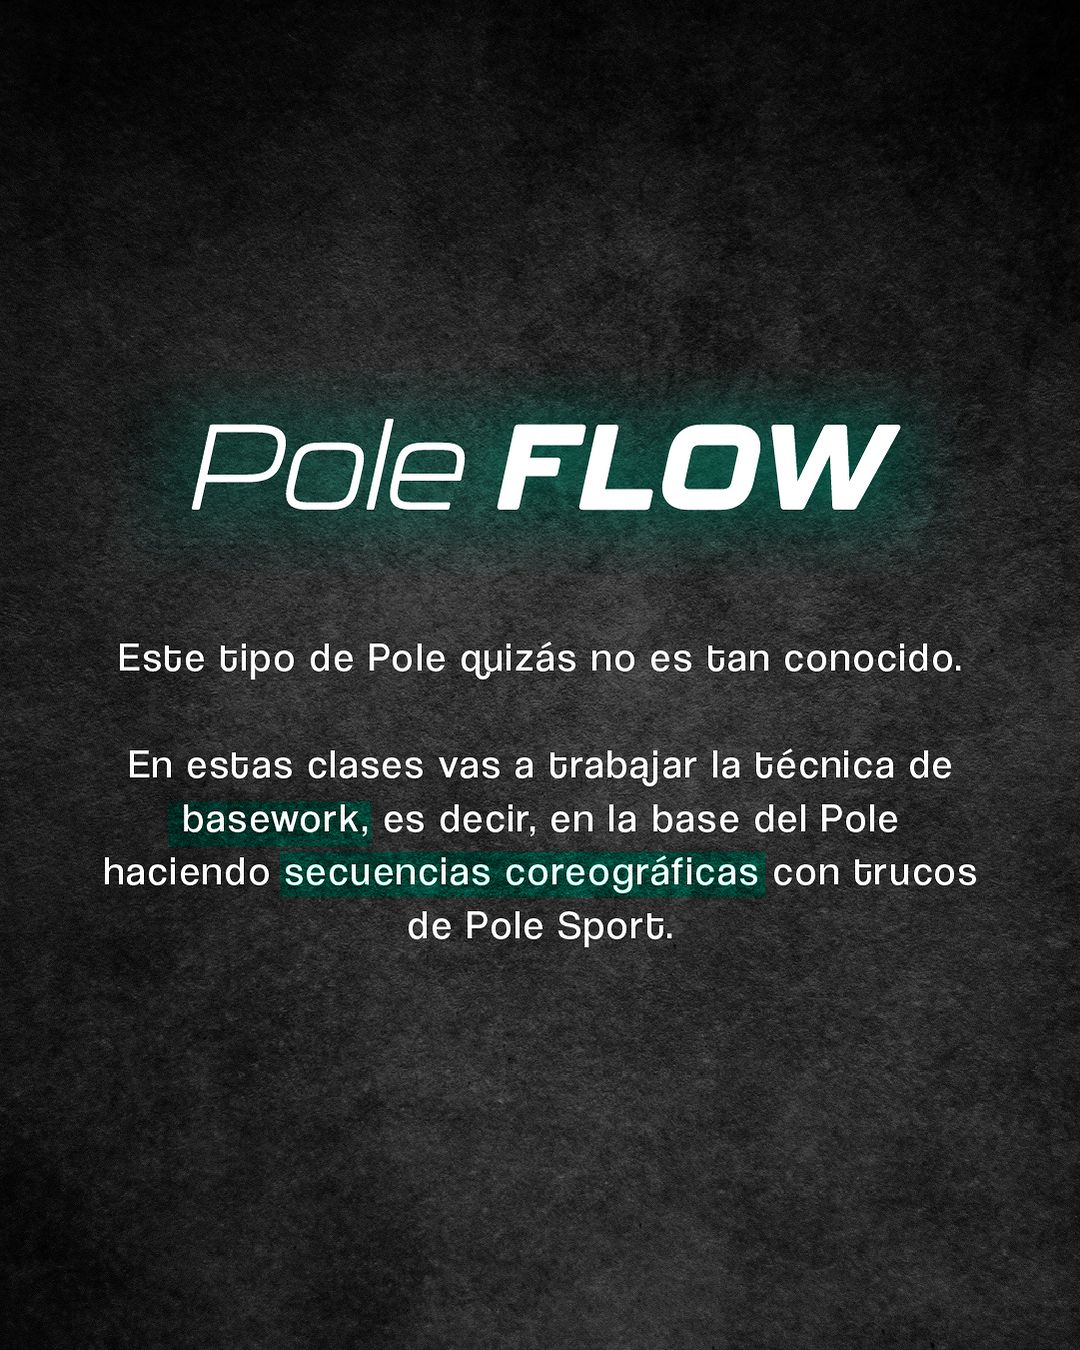 Pole FLOW
Este tipo de Pole quizás no es tan conocido.
En estas clases vas a trabajar la técnica de
basework, es decir, en la base del Pole
haciendo secuencias coreográficas con trucos
de Pole Sport.